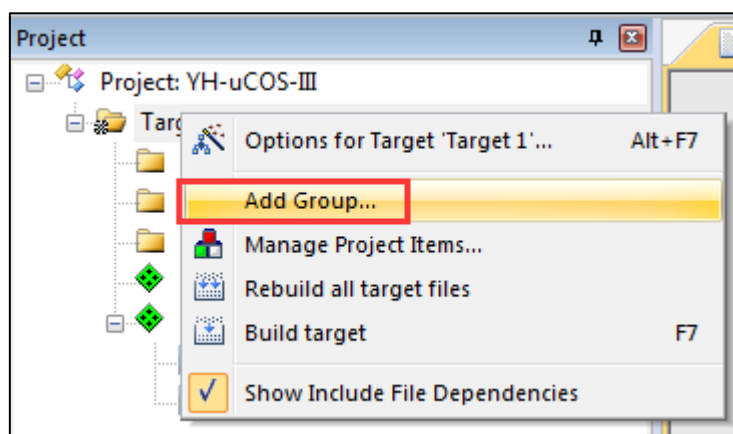 Project
Project: YH-uCOS-III
Targ
Options for Target 'Target 1'... Alt+F7
Add Group...
Manage Project Items...
Rebuild all target files
Build target F7
Show Include File Dependencies